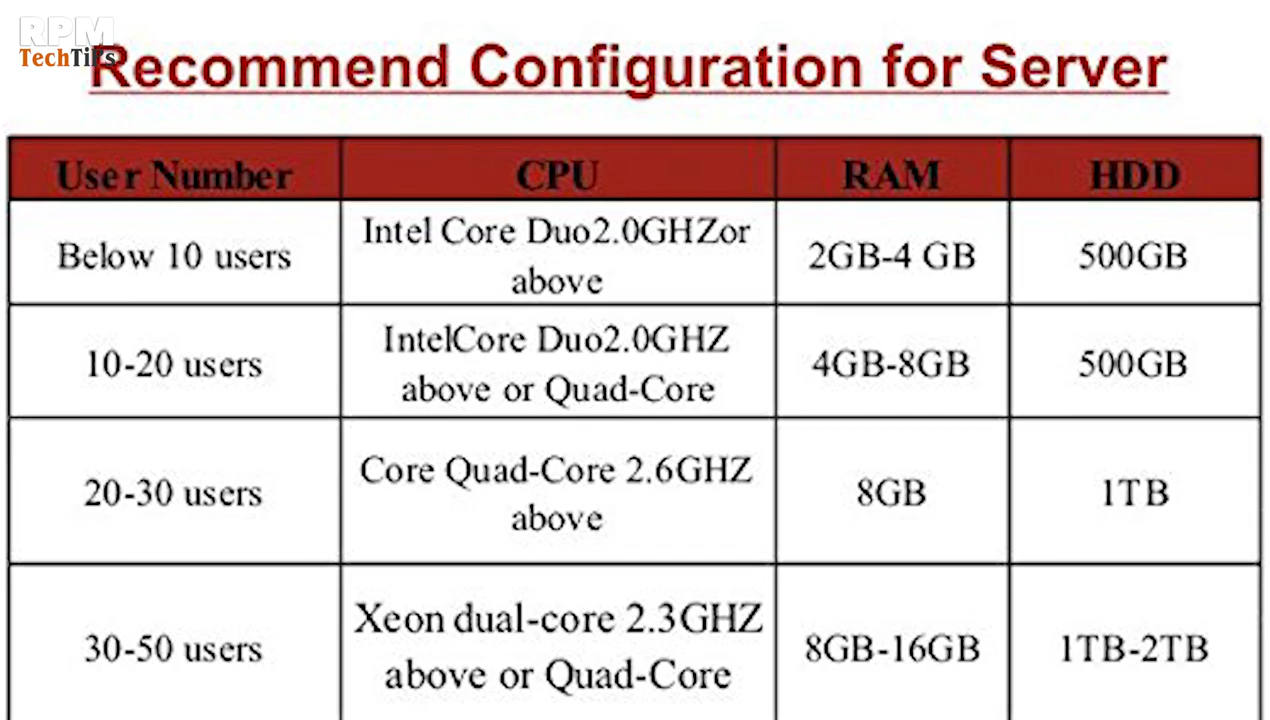 RPM
TechTiPs
Recommend Configuration for Server
User Number CPU RAM HDD
Below 10 users Intel Core Duo2.0GHZor above 2GB-4 GB 500GB
10-20 users IntelCore Duo2.0GHZ above or Quad-Core 4GB-8GB 500GB
20-30 users Core Quad-Core 2.6GHZ above 8GB 1TB
30-50 users Xeon dual-core 2.3GHZ above or Quad-Core 8GB-16GB 1TB-2TB